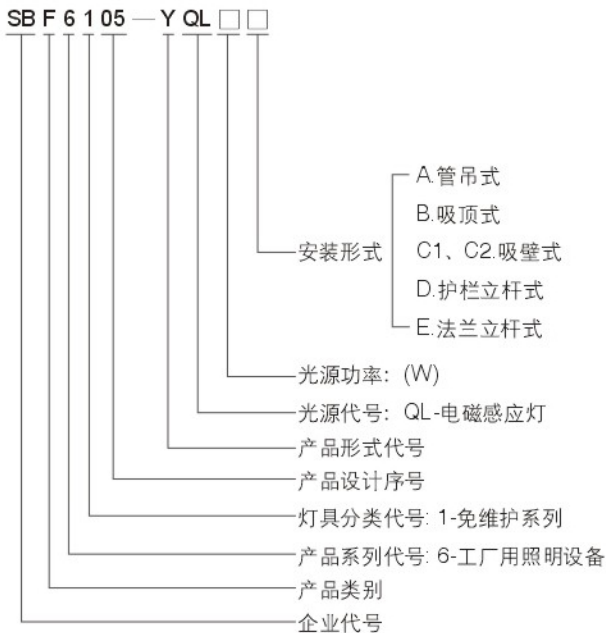 SB F 6 1 05 — Y QL □ □
A.管吊式
B.吸顶式
安装形式
C1、C2.吸壁式
D.护栏立杆式
E.法兰立杆式
光源功率: (W)
光源代号: QL-电磁感应灯
产品形式代号
产品设计序号
灯具分类代号: 1-免维护系列
产品系列代号: 6-工厂用照明设备
产品类别
企业代号